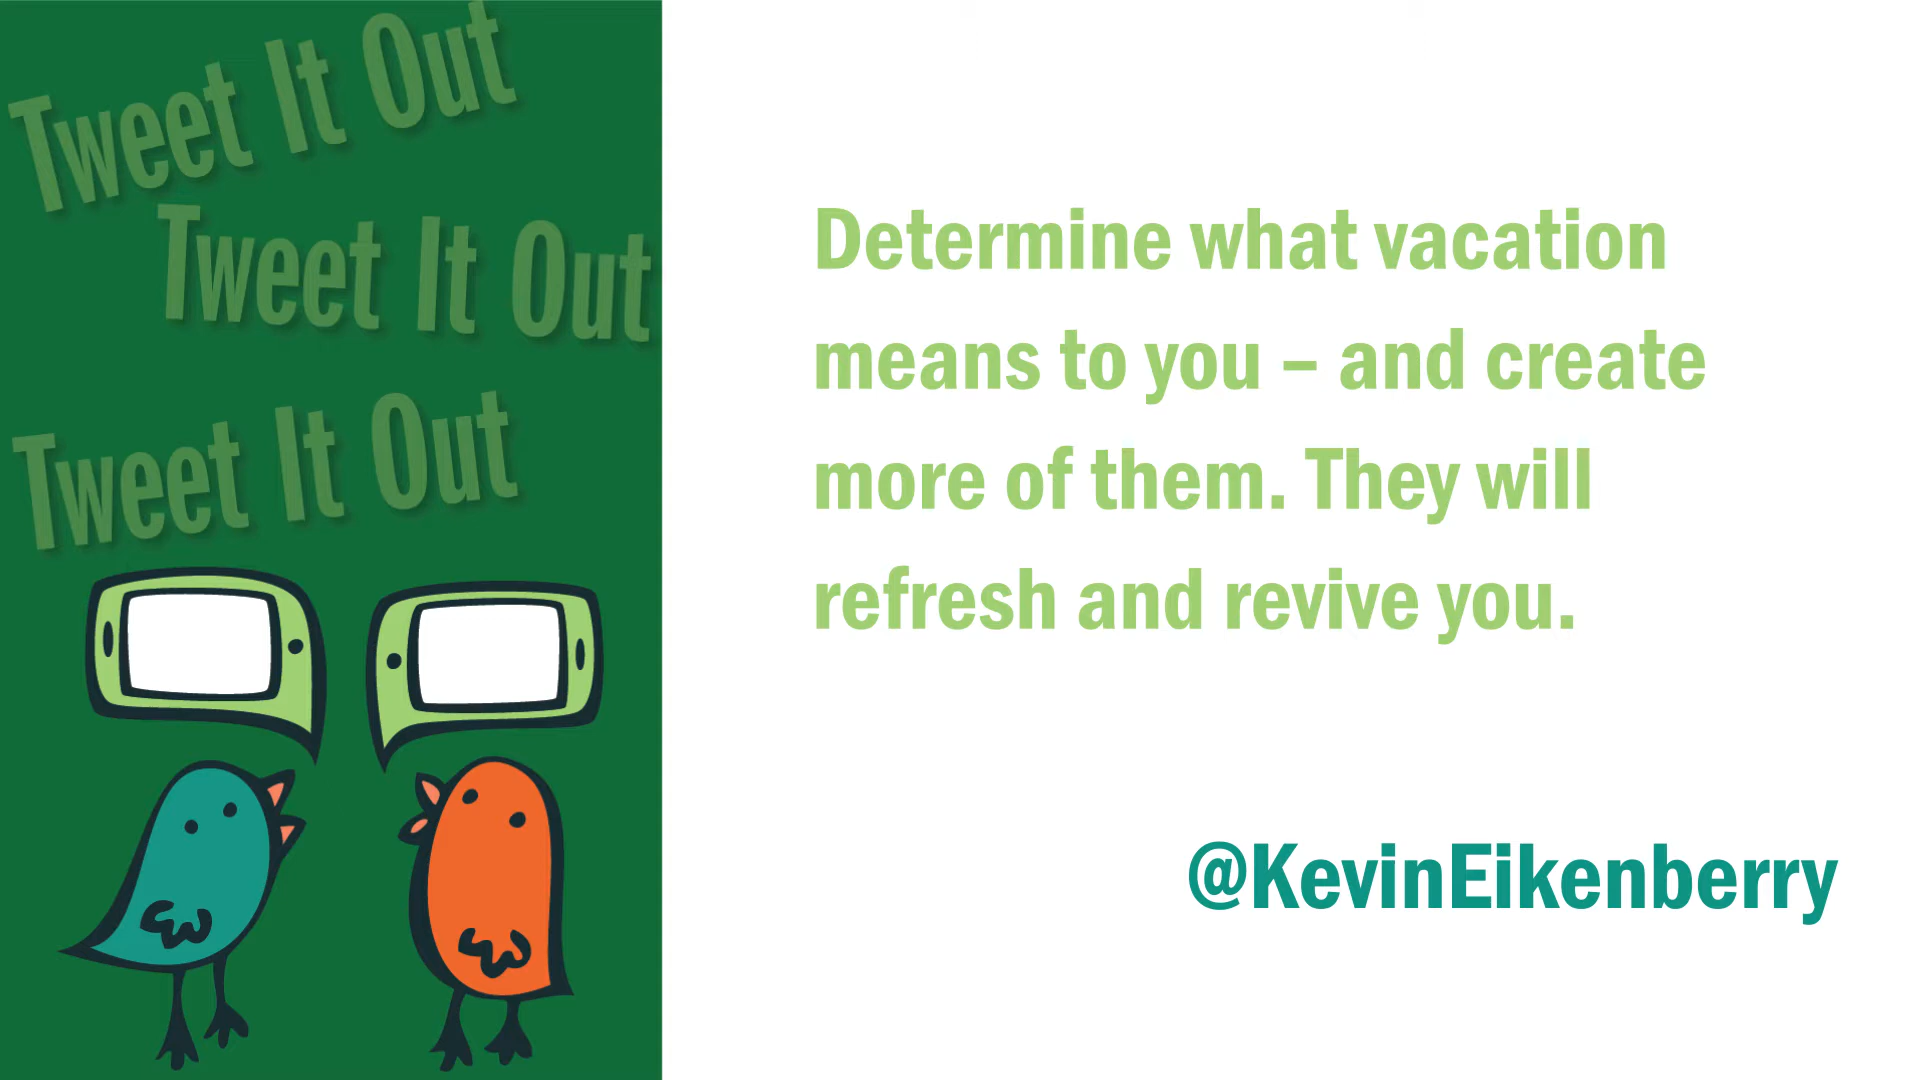 Tweet It Out
Tweet It Out
Tweet It Out
Determine what vacation
means to you – and create
more of them. They will
refresh and revive you.
@KevinEikenberry